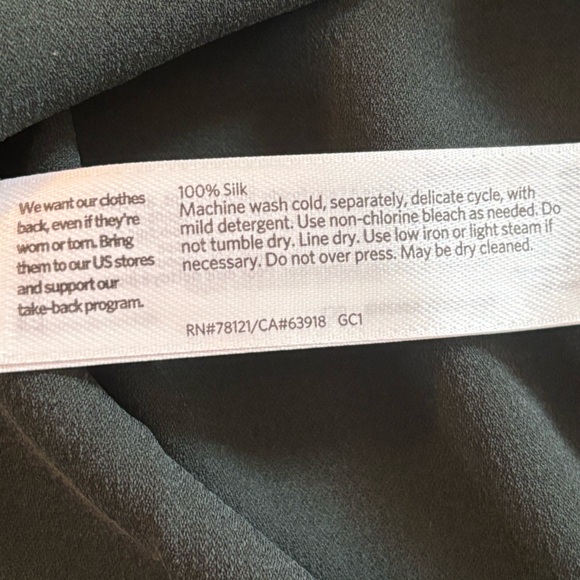 We want our clothes
back, even if they're
worn or torn. Bring
them to our US stores
and support our
take-back program.
100% Silk
Machine wash cold, separately, delicate cycle, with
mild detergent. Use non-chlorine bleach as needed. Do
not tumble dry. Line dry. Use low iron or light steam if
necessary. Do not over press. May be dry cleaned.
RN#78121/CA#63918 GC1